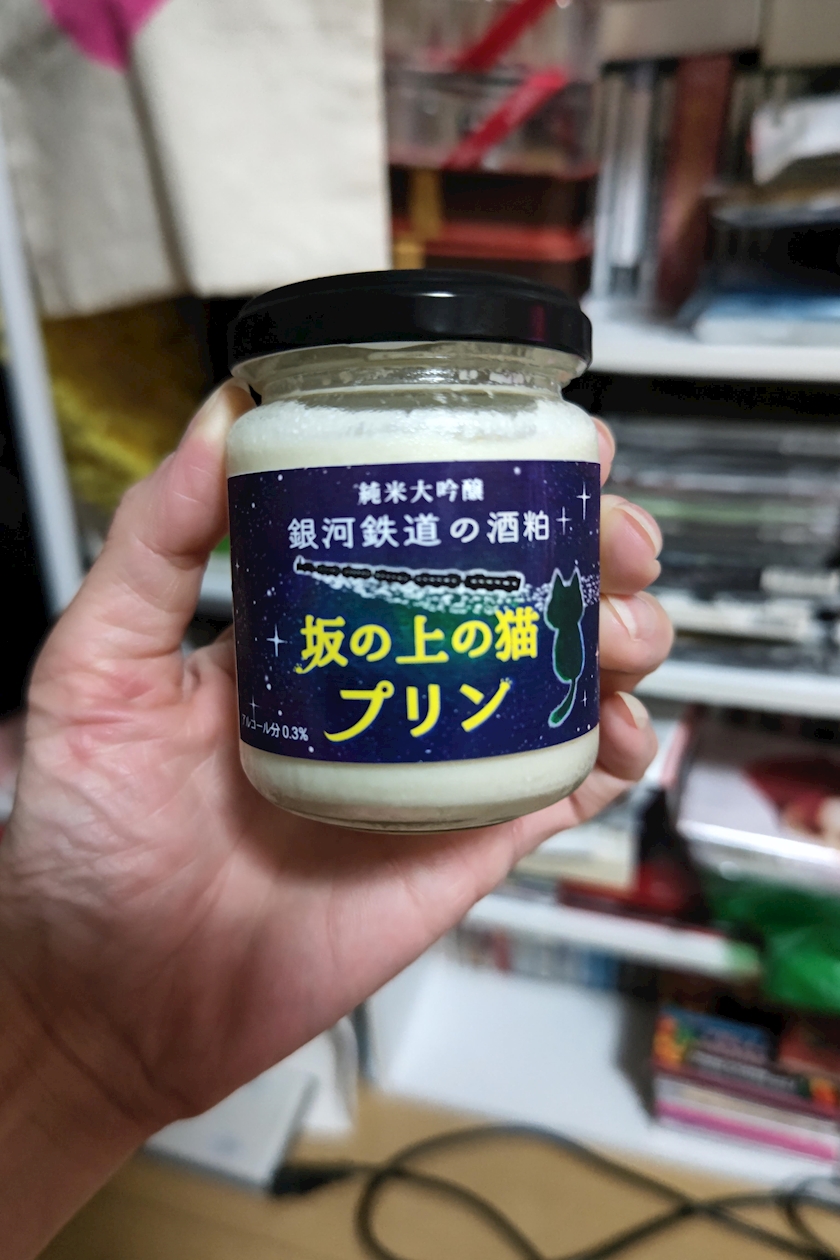 純米大吟醸
銀河鉄道の酒粕
坂の上の猫
プリン
アルコール分0.3%